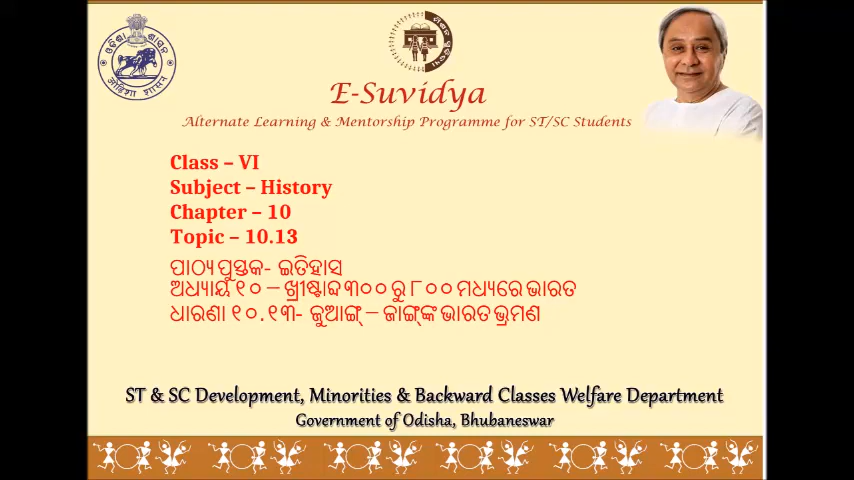 E-Suvidya
Alternate Learning & Mentorship Programme for ST/SC Students
Class – VI
Subject – History
Chapter – 10
Topic – 10.13
ପାଠ୍ୟପୁସ୍ତକ- ଇତିହାସ
ଅଧ୍ୟାୟ ୧୦ – ଖ୍ରୀଷ୍ଟାବ୍ଦ ୩୦୦ ରୁ ୮୦୦ ମଧ୍ୟରେ ଭାରତ
ଧାରଣା ୧୦.୧୩- ଜୁଆଙ୍ଗ୍ – ଜାଙ୍ଗ୍‌ଙ୍କ ଭାରତ ଭ୍ରମଣ
ST & SC Development, Minorities & Backward Classes Welfare Department
Government of Odisha, Bhubaneswar